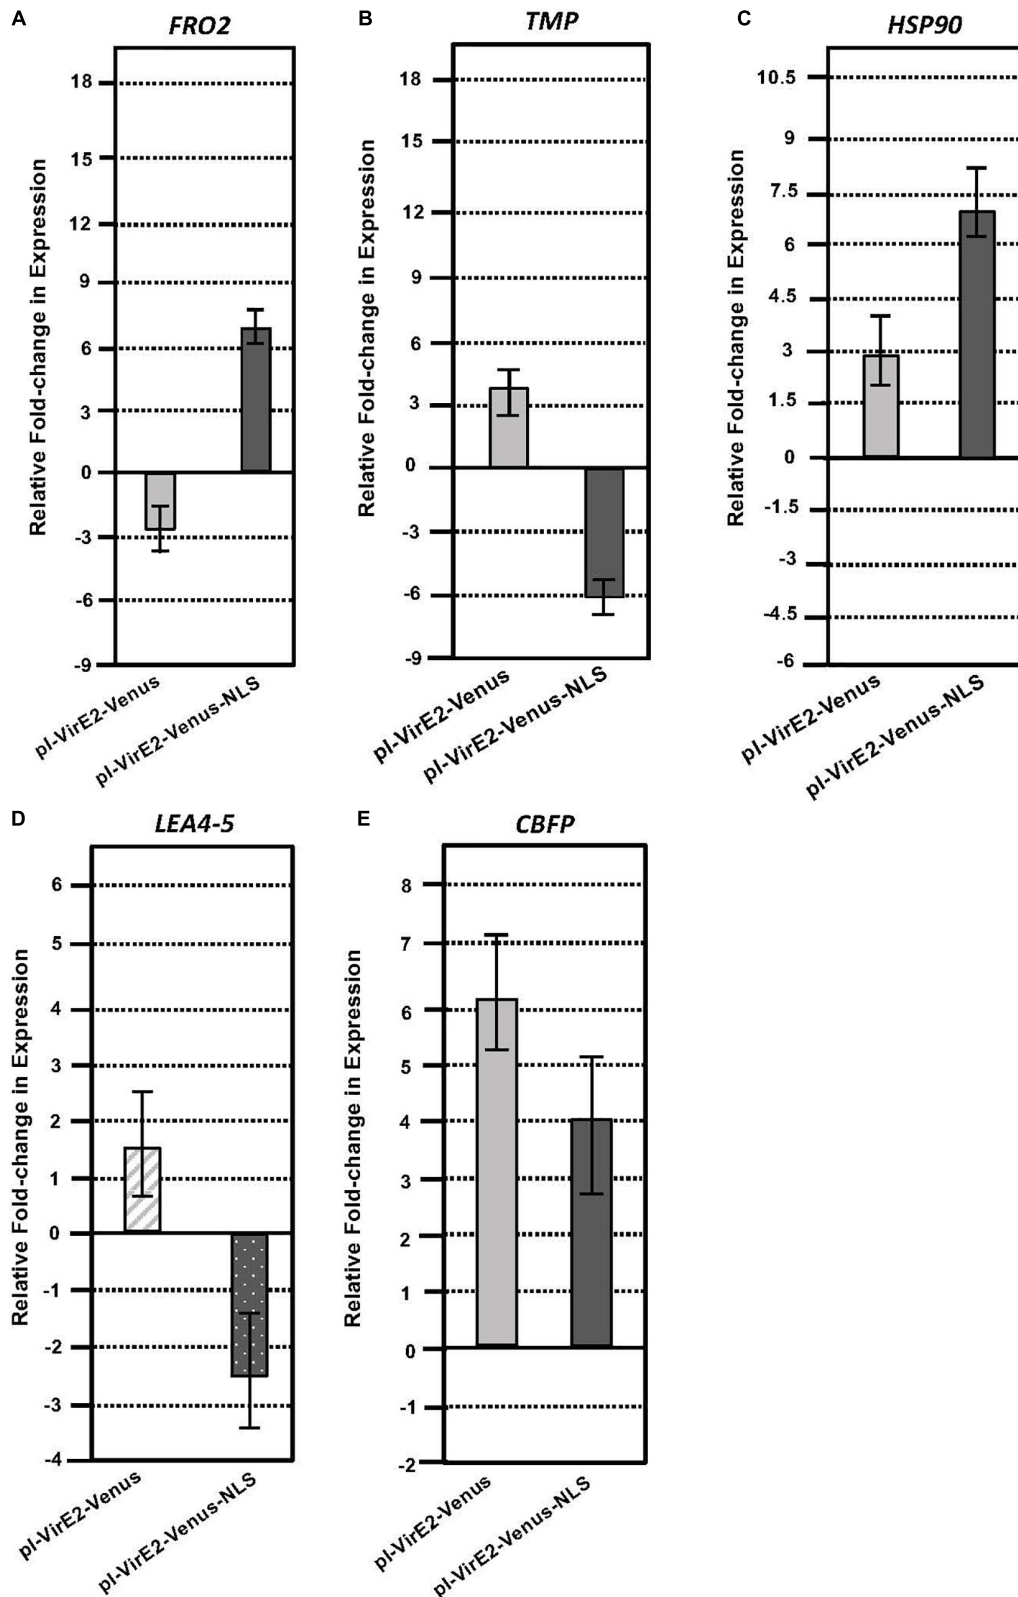 A
FRO2
Relative Fold-change in Expression
18
15
12
9
6
3
0
-3
-6
-9
pI-VirE2-Venus
pI-VirE2-Venus-NLS
B
TMP
Relative Fold-change in Expression
18
15
12
9
6
3
0
-3
-6
-9
pI-VirE2-Venus
pI-VirE2-Venus-NLS
C
HSP90
Relative Fold-change in Expression
10.5
9
7.5
6
4.5
3
1.5
0
-1.5
-3
-4.5
-6
pI-VirE2-Venus
pI-VirE2-Venus-NLS
D
LEA4-5
Relative Fold-change in Expression
6
5
4
3
2
1
0
-1
-2
-3
-4
pI-VirE2-Venus
pI-VirE2-Venus-NLS
E
CBFP
Relative Fold-change in Expression
8
7
6
5
4
3
2
1
0
-1
-2
pI-VirE2-Venus
pI-VirE2-Venus-NLS